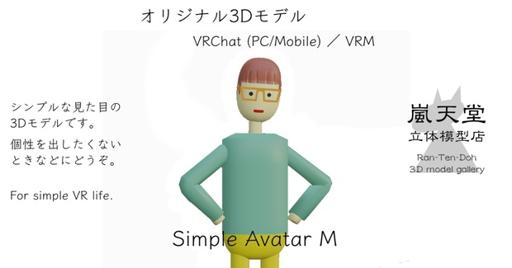 オリジナル3Dモデル
VRChat (PC/Mobile) ／ VRM
シンプルな見た目の
3Dモデルです。
個性を出したくない
ときなどにどうぞ。
For simple VR life.
嵐天堂
立体模型店
Ran-Ten-Doh
3D model gallery
Simple Avatar M